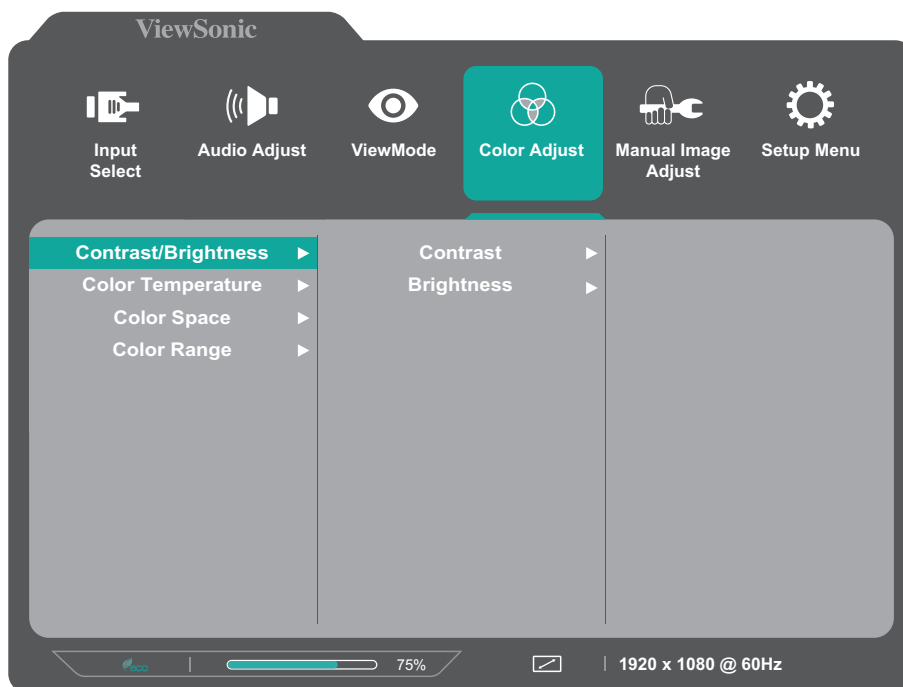 ViewSonic
Input Select
Audio Adjust
ViewMode
Color Adjust
Manual Image Adjust
Setup Menu
Contrast/Brightness
Contrast
Color Temperature
Brightness
Color Space
Color Range
eco
75%
1920 x 1080 @ 60Hz